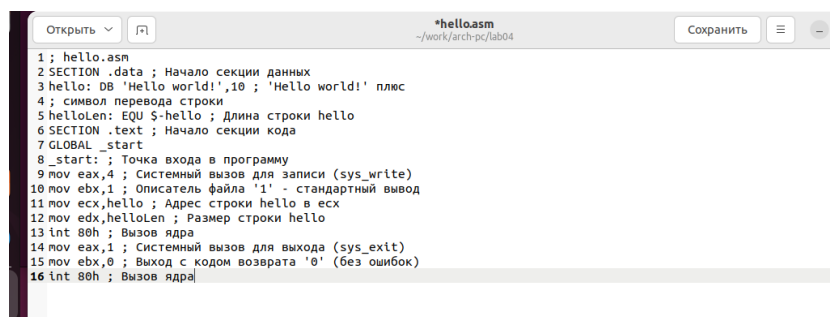 Открыть
*hello.asm
~/work/arch-pc/lab04
Сохранить
1 ; hello.asm
2 SECTION .data ; Начало секции данных
3 hello: DB 'Hello world!',10 ; 'Hello world!' плюс
4 ; символ перевода строки
5 helloLen: EQU $-hello ; Длина строки hello
6 SECTION .text ; Начало секции кода
7 GLOBAL _start
8 _start: ; Точка входа в программу
9 mov eax,4 ; Системный вызов для записи (sys_write)
10 mov ebx,1 ; Описатель файла '1' - стандартный вывод
11 mov ecx,hello ; Адрес строки hello в ecx
12 mov edx,helloLen ; Размер строки hello
13 int 80h ; Вызов ядра
14 mov eax,1 ; Системный вызов для выхода (sys_exit)
15 mov ebx,0 ; Выход с кодом возврата '0' (без ошибок)
16 int 80h ; Вызов ядра